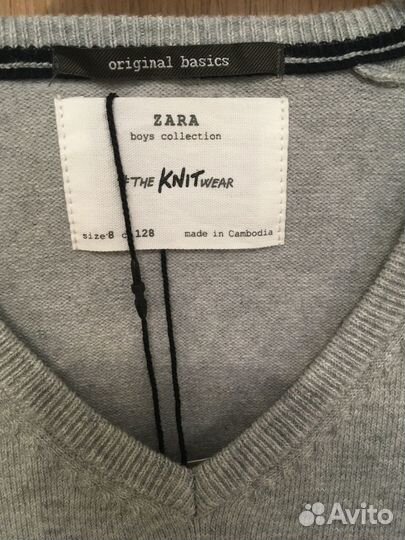 original basics
ZARA
boys collection
#THE KNITWEAR
size 8 c 128 made in Cambodia
Avito